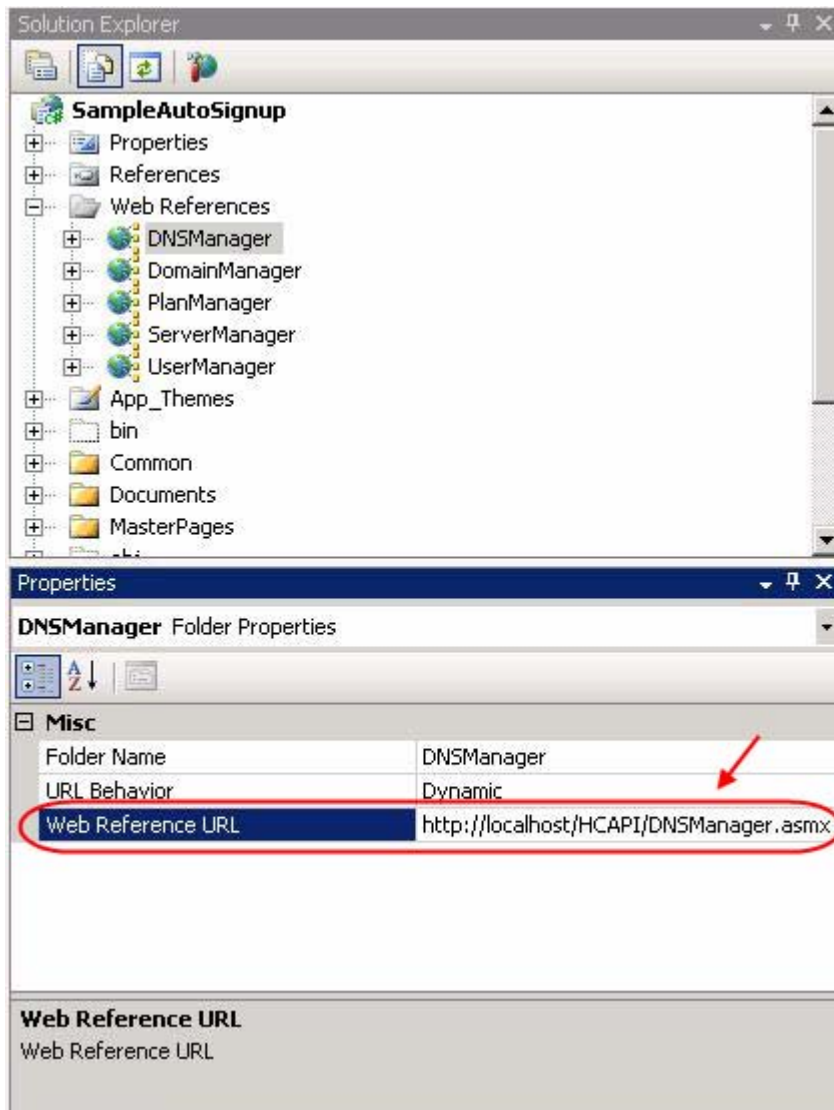 Solution Explorer
SampleAutoSignup
Properties
References
Web References
DNSManager
DomainManager
PlanManager
ServerManager
UserManager
App_Themes
bin
Common
Documents
MasterPages
Properties
DNSManager Folder Properties
Misc
Folder Name DNSManager
URL Behavior Dynamic
Web Reference URL http://localhost/HCAPI/DNSManager.asmx
Web Reference URL
Web Reference URL